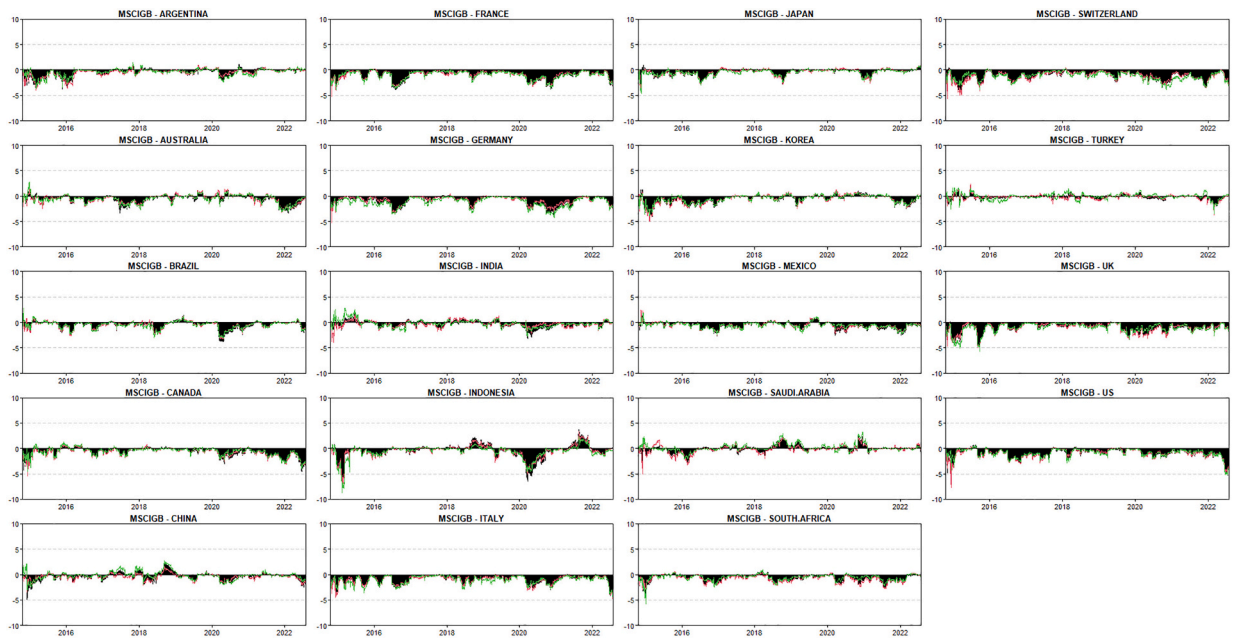 MSCIGB - ARGENTINA
10
5
0
-5
-10
2016 2018 2020 2022
MSCIGB - FRANCE
10
5
0
-5
-10
2016 2018 2020 2022
MSCIGB - JAPAN
10
5
0
-5
-10
2016 2018 2020 2022
MSCIGB - SWITZERLAND
10
5
0
-5
-10
2016 2018 2020 2022
MSCIGB - AUSTRALIA
10
5
0
-5
-10
2016 2018 2020 2022
MSCIGB - GERMANY
10
5
0
-5
-10
2016 2018 2020 2022
MSCIGB - KOREA
10
5
0
-5
-10
2016 2018 2020 2022
MSCIGB - TURKEY
10
5
0
-5
-10
2016 2018 2020 2022
MSCIGB - BRAZIL
10
5
0
-5
-10
2016 2018 2020 2022
MSCIGB - INDIA
10
5
0
-5
-10
2016 2018 2020 2022
MSCIGB - MEXICO
10
5
0
-5
-10
2016 2018 2020 2022
MSCIGB - UK
10
5
0
-5
-10
2016 2018 2020 2022
MSCIGB - CANADA
10
5
0
-5
-10
2016 2018 2020 2022
MSCIGB - INDONESIA
10
5
0
-5
-10
2016 2018 2020 2022
MSCIGB - SAUDI.ARABIA
10
5
0
-5
-10
2016 2018 2020 2022
MSCIGB - US
10
5
0
-5
-10
2016 2018 2020 2022
MSCIGB - CHINA
10
5
0
-5
-10
2016 2018 2020 2022
MSCIGB - ITALY
10
5
0
-5
-10
2016 2018 2020 2022
MSCIGB - SOUTH.AFRICA
10
5
0
-5
-10
2016 2018 2020 2022